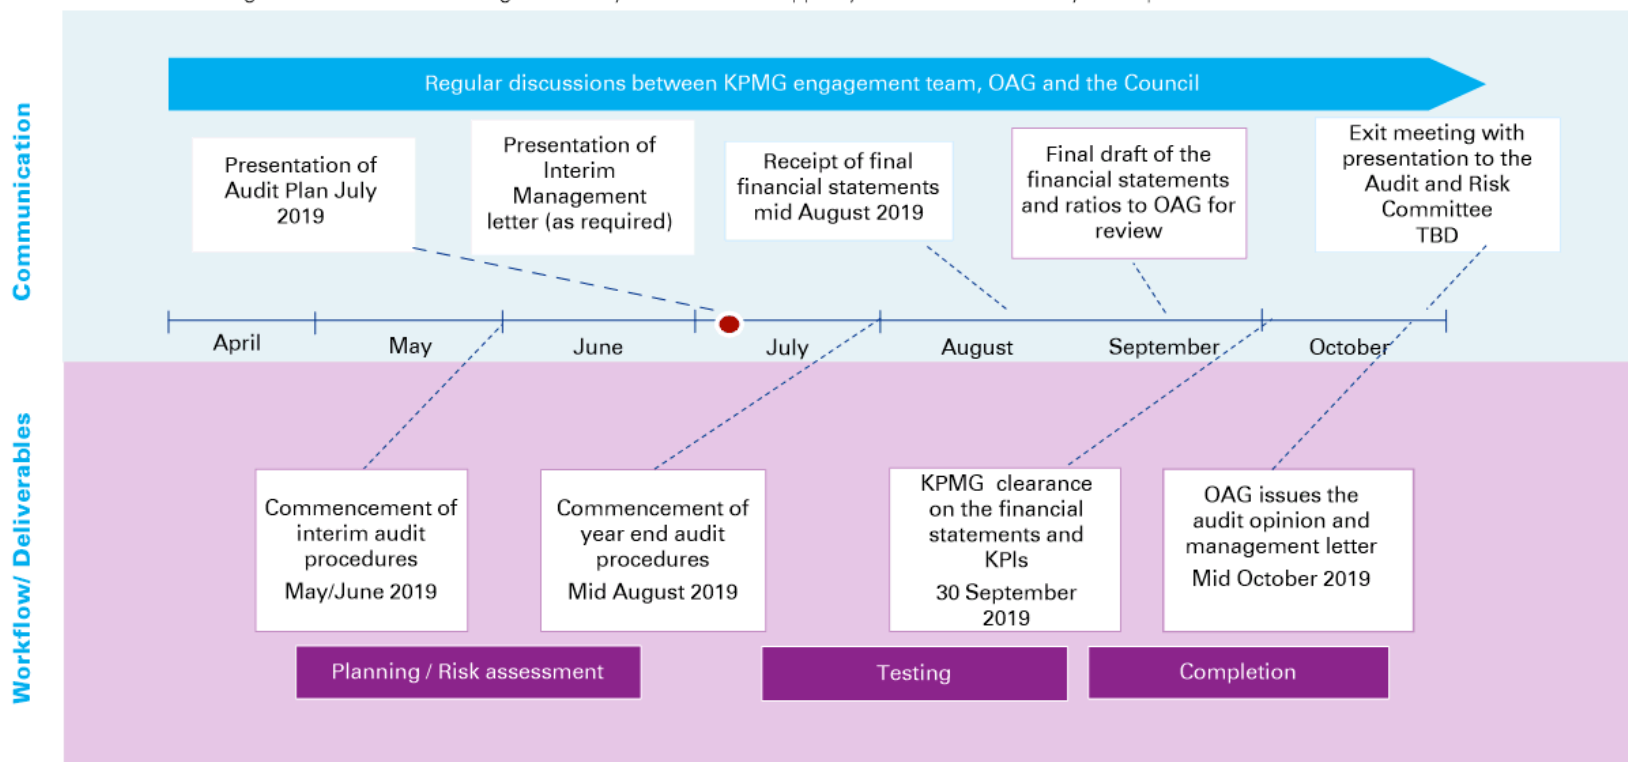 Communication
Regular discussions between KPMG engagement team, OAG and the Council
Presentation of
Audit Plan July
2019
Presentation of
Interim
Management
letter (as required)
Receipt of final
financial statements
mid August 2019
Final draft of the
financial statements
and ratios to OAG for
review
Exit meeting with
presentation to the
Audit and Risk
Committee
TBD
April
May
June
July
August
September
October
Workflow/ Deliverables
Commencement of
interim audit
procedures
May/June 2019
Commencement of
year end audit
procedures
Mid August 2019
KPMG clearance
on the financial
statements and
KPIs
30 September
2019
OAG issues the
audit opinion and
management letter
Mid October 2019
Planning / Risk assessment
Testing
Completion